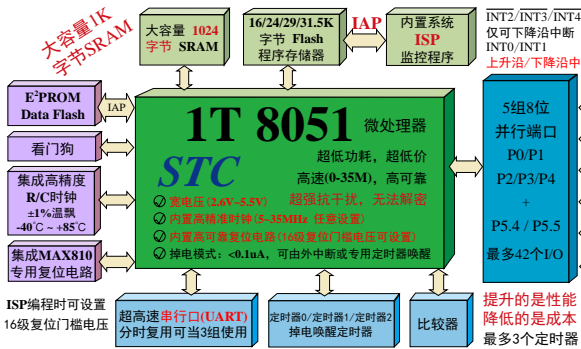 大容量1K
字节SRAM
大容量 1024
字节 SRAM
16/24/29/31.5K
字节 Flash
程序存储器
IAP
内置系统
ISP
监控程序
INT2/INT3/INT4
仅可下降沿中断
INT0/INT1
上升沿/下降沿中
E²PROM
Data Flash
IAP
看门狗
集成高精度
R/C时钟
±1%温飘
-40℃ ~ +85℃
集成MAX810
专用复位电路
ISP编程时可设置
16级复位门槛电压
1T 8051 微处理器
STC
超低功耗，超低价
高速(0-35M)，高可靠
超强抗干扰，无法解密
宽电压(2.6V~5.5V)
内置高精准时钟(5~35MHz 任意设置)
内置高可靠复位电路(16级复位门槛电压可设置)
掉电模式：<0.1uA，可由外中断或专用定时器唤醒
5组8位
并行端口
P0/P1
P2/P3/P4
+
P5.4 / P5.5
最多42个I/O
超高速串行口(UART)
分时复用可当3组使用
定时器0/定时器1/定时器2
掉电唤醒定时器
比较器
提升的是性能
降低的是成本
最多3个定时器